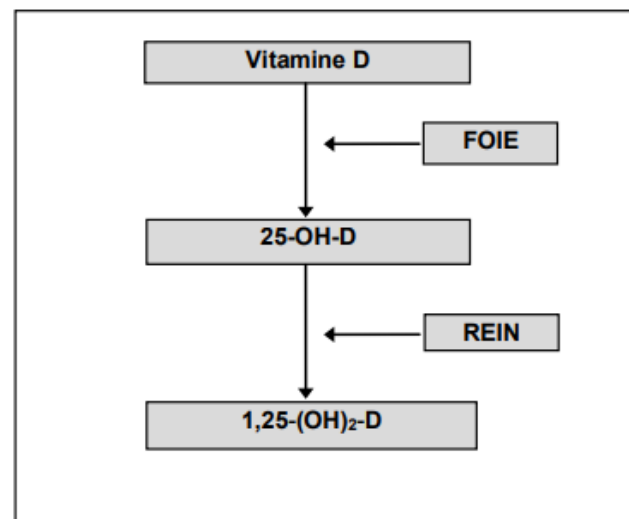 Vitamine D
FOIE
25-OH-D
REIN
1,25-(OH)₂-D